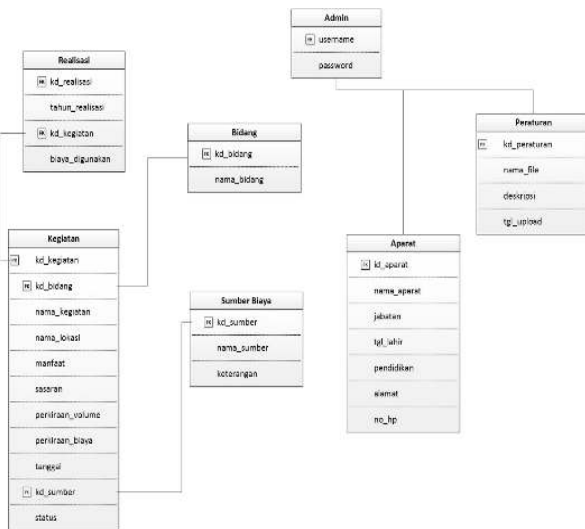 Admin
username
password
Realisasi
kd_realisasi
tahun_realisasi
kd_kegiatan
biaya_digunakan
Bidang
kd_bidang
nama_bidang
Peraturan
kd_peraturan
nama_file
deskripsi
tgl_upload
Kegiatan
kd_kegiatan
kd_bidang
nama_kegiatan
nama_lokasi
manfaat
sasaran
perkiraan_volume
perkiraan_biaya
tanggal
kd_sumber
status
Sumber Biaya
kd_sumber
nama_sumber
keterangan
Aparat
id_aparat
nama_aparat
jabatan
tgl_lahir
pendidikan
alamat
no_hp